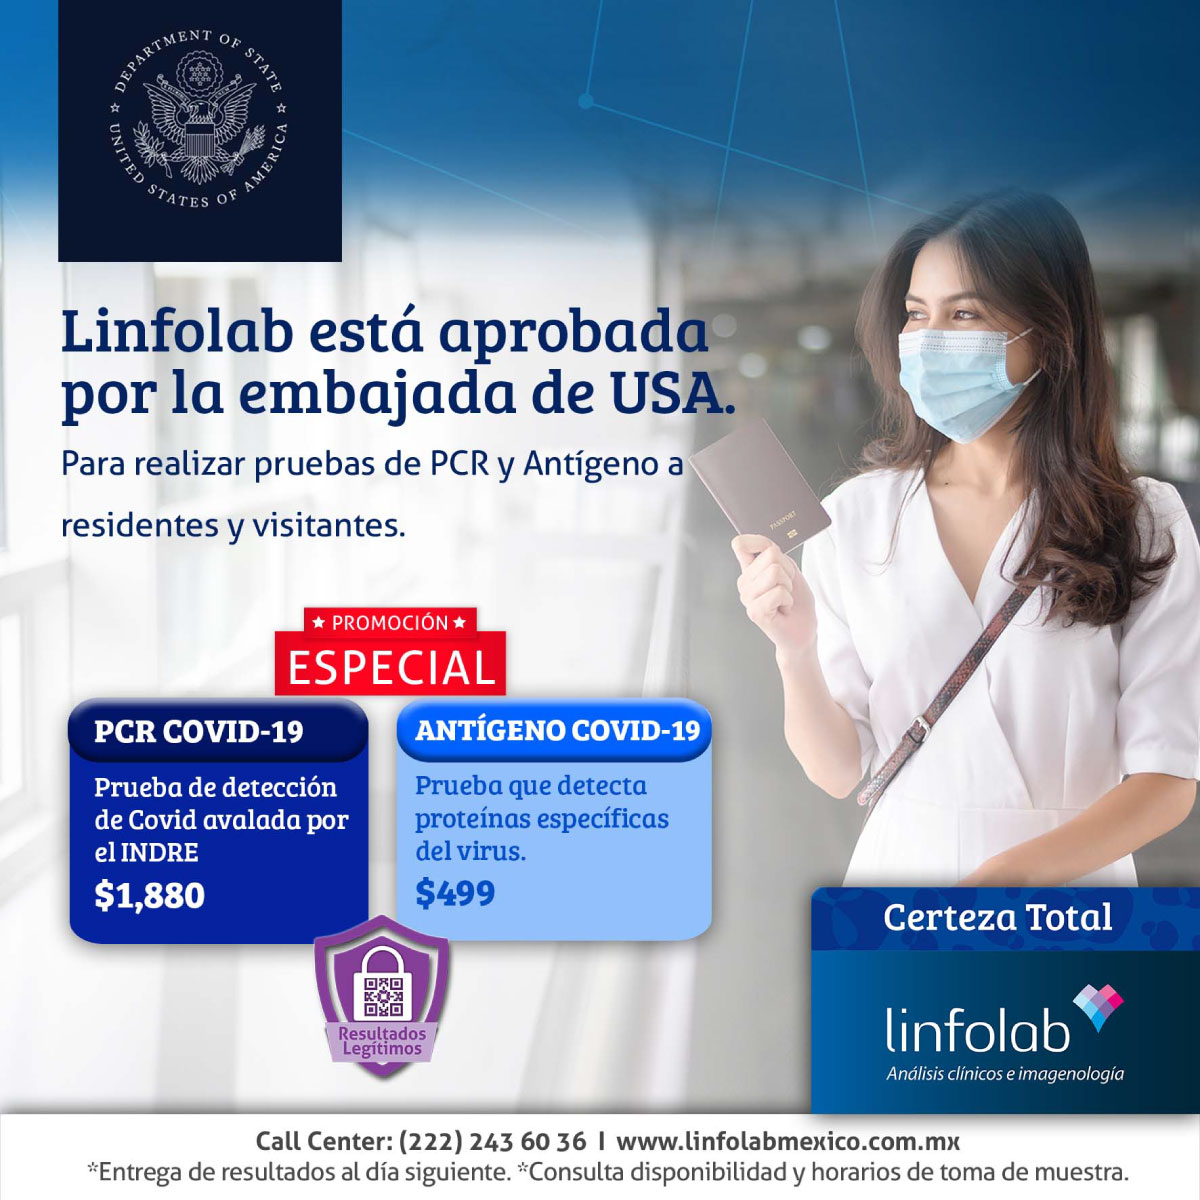 DEPARTMENT OF STATE
UNITED STATES OF AMERICA
Linfolab está aprobada
por la embajada de USA.
Para realizar pruebas de PCR y Antígeno a
residentes y visitantes.
PASSPORT
PROMOCIÓN
ESPECIAL
PCR COVID-19
Prueba de detección
de Covid avalada por
el INDRE
$1,880
ANTÍGENO COVID-19
Prueba que detecta
proteínas específicas
del virus.
$499
Resultados
Legítimos
Certeza Total
linfolab
Análisis clínicos e imagenología
Call Center: (222) 243 60 36 | www.linfolabmexico.com.mx
*Entrega de resultados al día siguiente. *Consulta disponibilidad y horarios de toma de muestra.